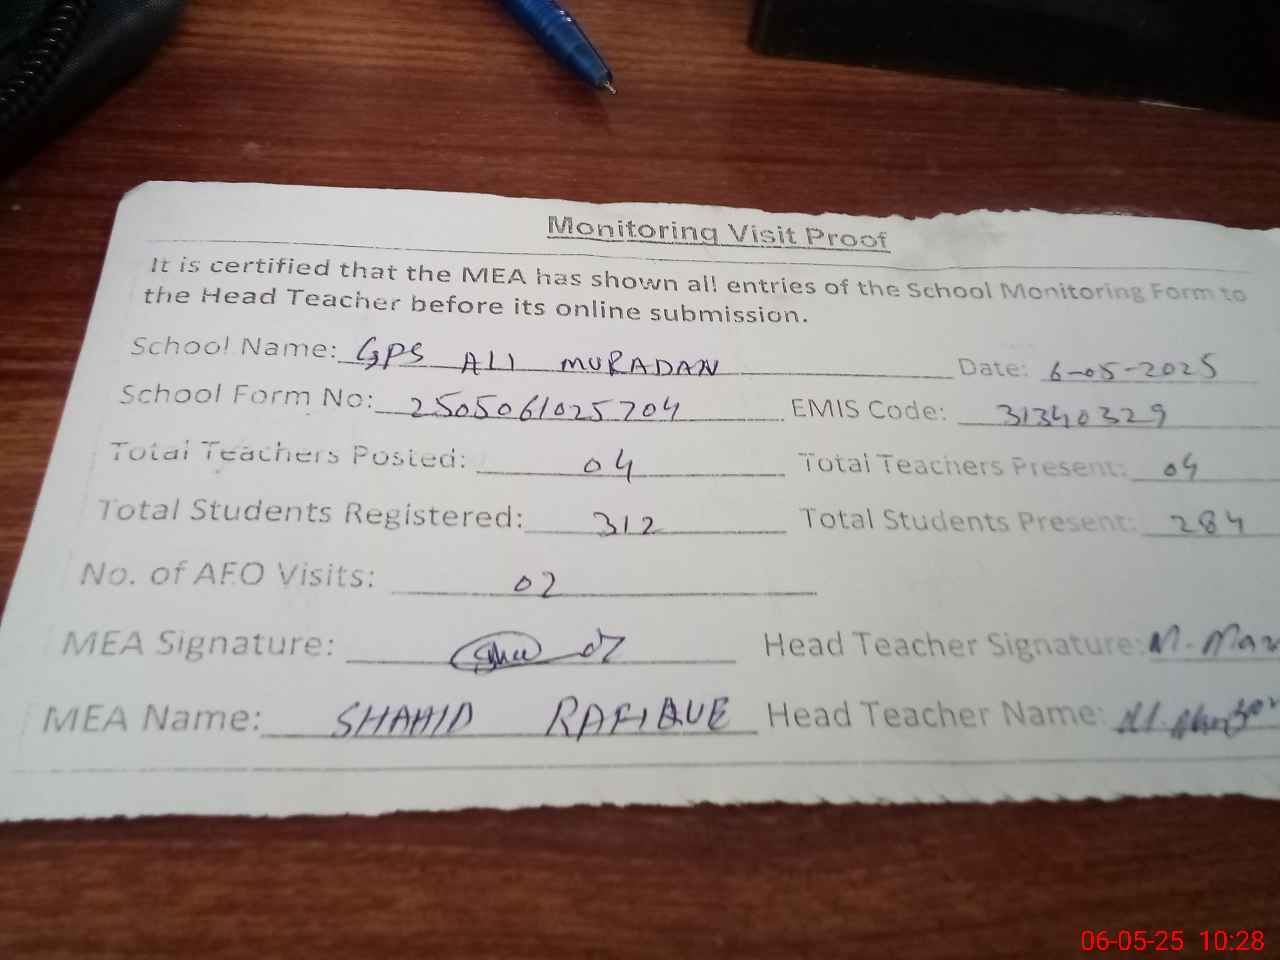 Monitoring Visit Proof
It is certified that the MEA has shown all entries of the School Monitoring Form to
the Head Teacher before its online submission.
School Name: GPS ALI MURADAN Date: 6-05-2025
School Form No: 2505061025704 EMIS Code: 31340329
Total Teachers Posted: 04 Total Teachers Present: 04
Total Students Registered: 312 Total Students Present: 284
No. of AEO Visits: 02
MEA Signature: Head Teacher Signature: M.
MEA Name: SHAHID RAFIQUE Head Teacher Name: M.
06-05-25 10:28